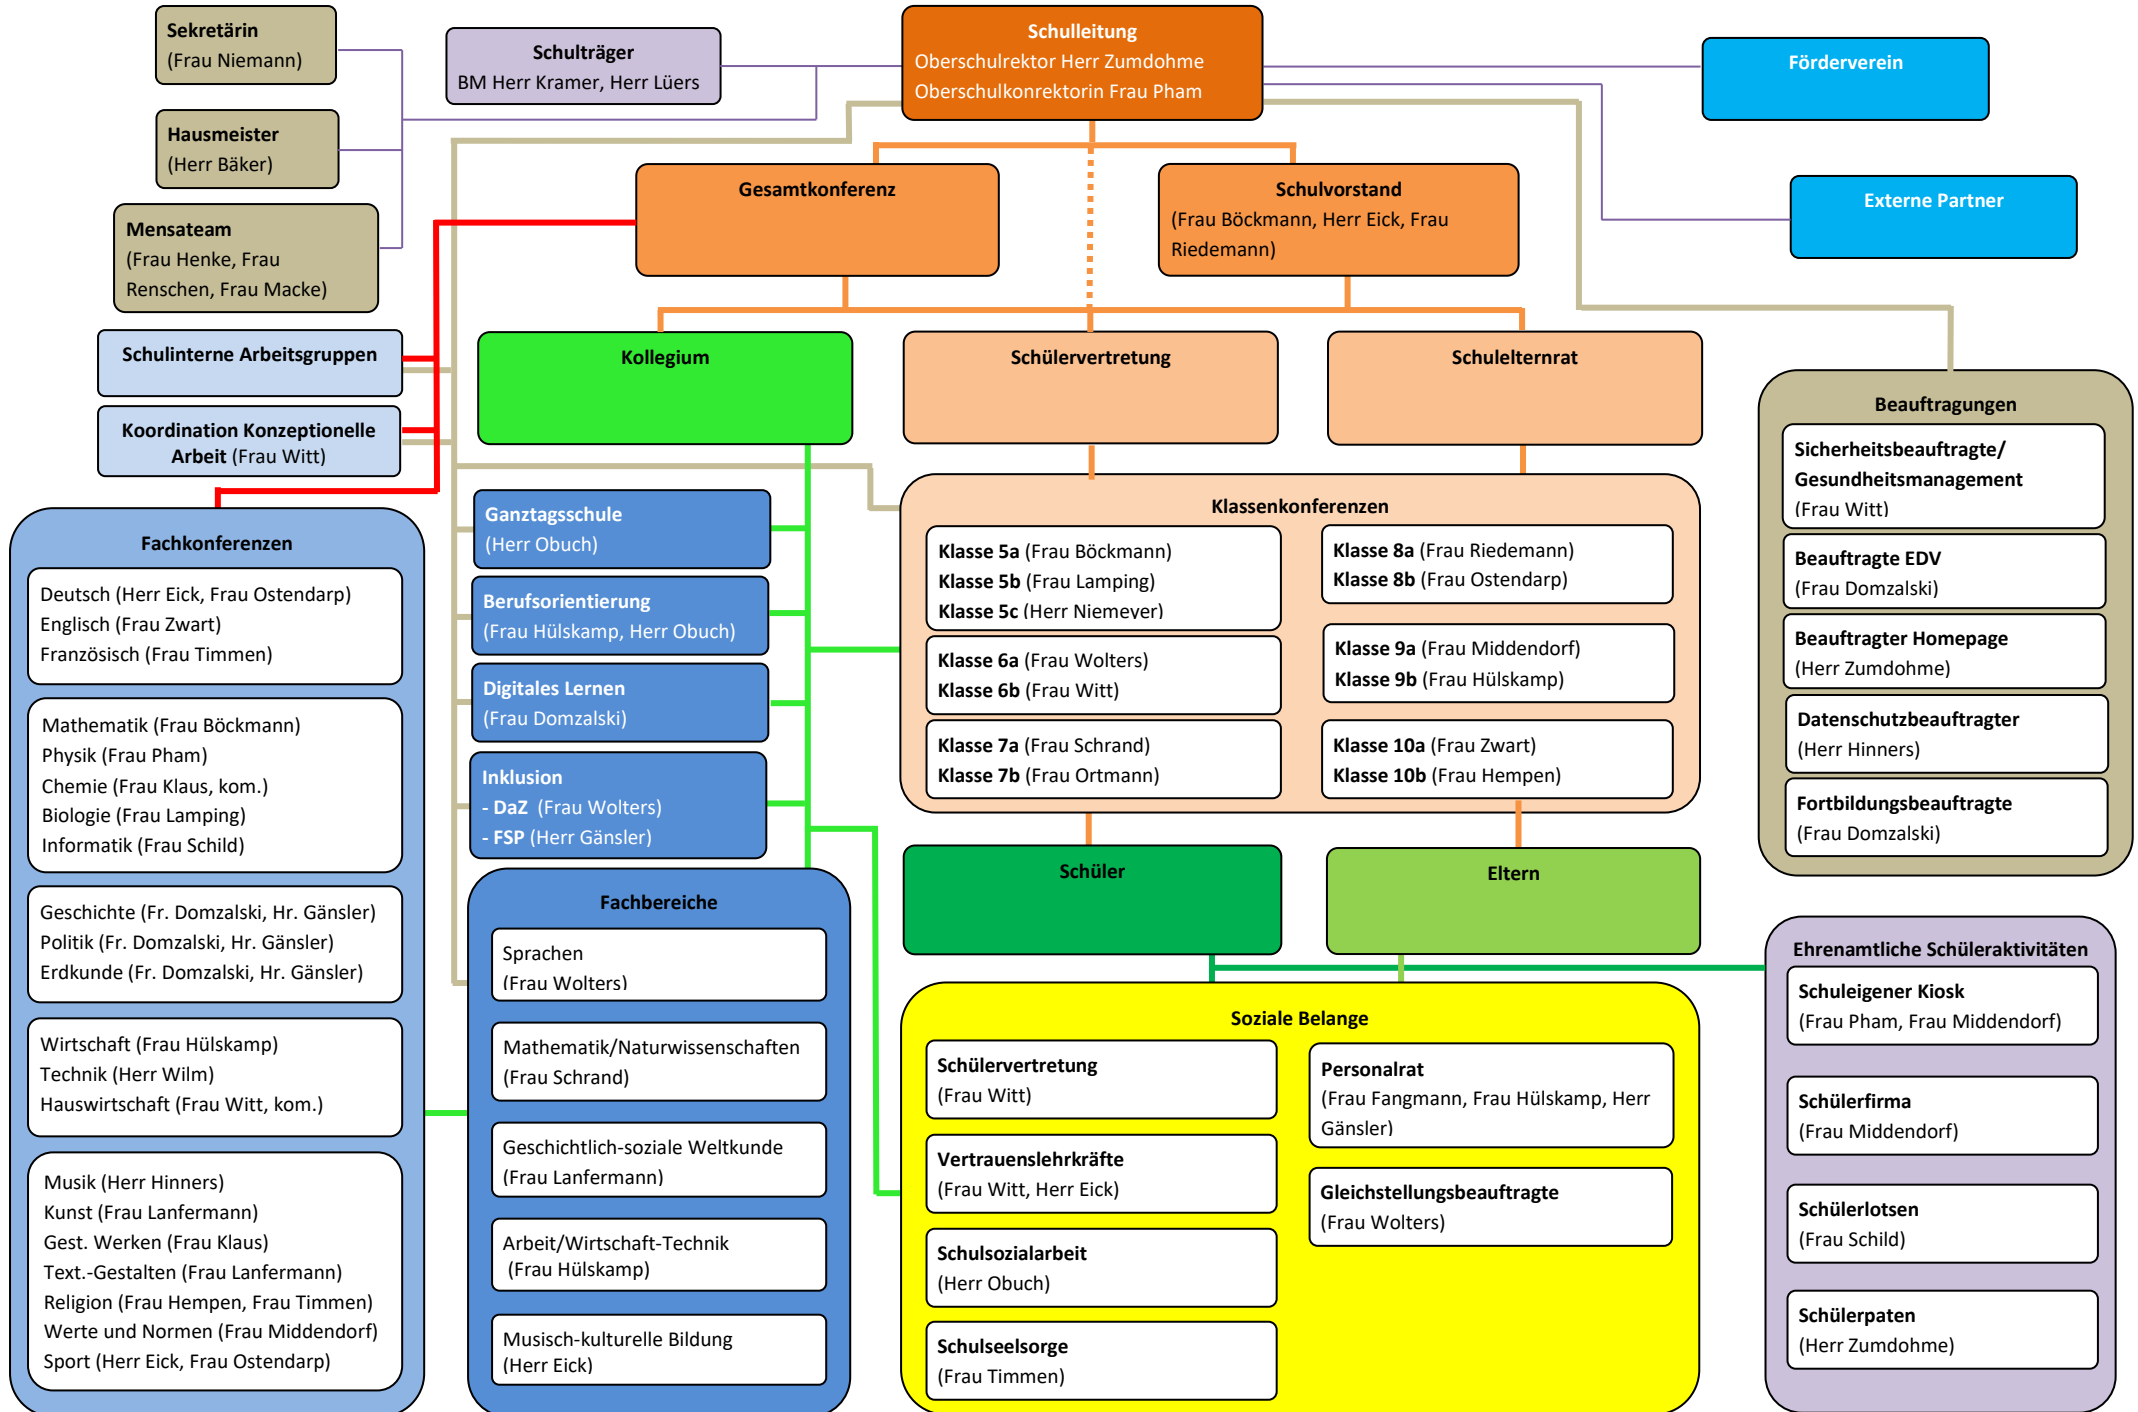 Sekretärin
(Frau Niemann)
Schulträger
BM Herr Kramer, Herr Lüers
Schulleitung
Oberschulrektor Herr Zumdohme
Oberschulkonrektorin Frau Pham
Förderverein
Hausmeister
(Herr Bäker)
Gesamtkonferenz
Schulvorstand
(Frau Böckmann, Herr Eick, Frau
Riedemann)
Externe Partner
Mensateam
(Frau Henke, Frau
Renschen, Frau Macke)
Schulinterne Arbeitsgruppen
Koordination Konzeptionelle
Arbeit (Frau Witt)
Kollegium
Schülervertretung
Schulelternrat
Fachkonferenzen
Deutsch (Herr Eick, Frau Ostendarp)
Englisch (Frau Zwart)
Französisch (Frau Timmen)
Mathematik (Frau Böckmann)
Physik (Frau Pham)
Chemie (Frau Klaus, kom.)
Biologie (Frau Lamping)
Informatik (Frau Schild)
Geschichte (Fr. Domzalski, Hr. Gänsler)
Politik (Fr. Domzalski, Hr. Gänsler)
Erdkunde (Fr. Domzalski, Hr. Gänsler)
Wirtschaft (Frau Hülskamp)
Technik (Herr Wilm)
Hauswirtschaft (Frau Witt, kom.)
Musik (Herr Hinners)
Kunst (Frau Lanfermann)
Gest. Werken (Frau Klaus)
Text.-Gestalten (Frau Lanfermann)
Religion (Frau Hempen, Frau Timmen)
Werte und Normen (Frau Middendorf)
Sport (Herr Eick, Frau Ostendarp)
Ganztagsschule
(Herr Obuch)
Berufsorientierung
(Frau Hülskamp, Herr Obuch)
Digitales Lernen
(Frau Domzalski)
Inklusion
- DaZ (Frau Wolters)
- FSP (Herr Gänsler)
Fachbereiche
Sprachen
(Frau Wolters)
Mathematik/Naturwissenschaften
(Frau Schrand)
Geschichtlich-soziale Weltkunde
(Frau Lanfermann)
Arbeit/Wirtschaft-Technik
(Frau Hülskamp)
Musisch-kulturelle Bildung
(Herr Eick)
Klassenkonferenzen
Klasse 5a (Frau Böckmann)
Klasse 5b (Frau Lamping)
Klasse 5c (Herr Niemeyer)
Klasse 6a (Frau Wolters)
Klasse 6b (Frau Witt)
Klasse 7a (Frau Schrand)
Klasse 7b (Frau Ortmann)
Klasse 8a (Frau Riedemann)
Klasse 8b (Frau Ostendarp)
Klasse 9a (Frau Middendorf)
Klasse 9b (Frau Hülskamp)
Klasse 10a (Frau Zwart)
Klasse 10b (Frau Hempen)
Schüler
Eltern
Soziale Belange
Schülervertretung
(Frau Witt)
Vertrauenslehrkräfte
(Frau Witt, Herr Eick)
Schulsozialarbeit
(Herr Obuch)
Schulseelsorge
(Frau Timmen)
Personalrat
(Frau Fangmann, Frau Hülskamp, Herr
Gänsler)
Gleichstellungsbeauftragte
(Frau Wolters)
Beauftragungen
Sicherheitsbeauftragte/
Gesundheitsmanagement
(Frau Witt)
Beauftragte EDV
(Frau Domzalski)
Beauftragter Homepage
(Herr Zumdohme)
Datenschutzbeauftragter
(Herr Hinners)
Fortbildungsbeauftragte
(Frau Domzalski)
Ehrenamtliche Schüleraktivitäten
Schuleigener Kiosk
(Frau Pham, Frau Middendorf)
Schülerfirma
(Frau Middendorf)
Schülerlotsen
(Frau Schild)
Schülerpaten
(Herr Zumdohme)